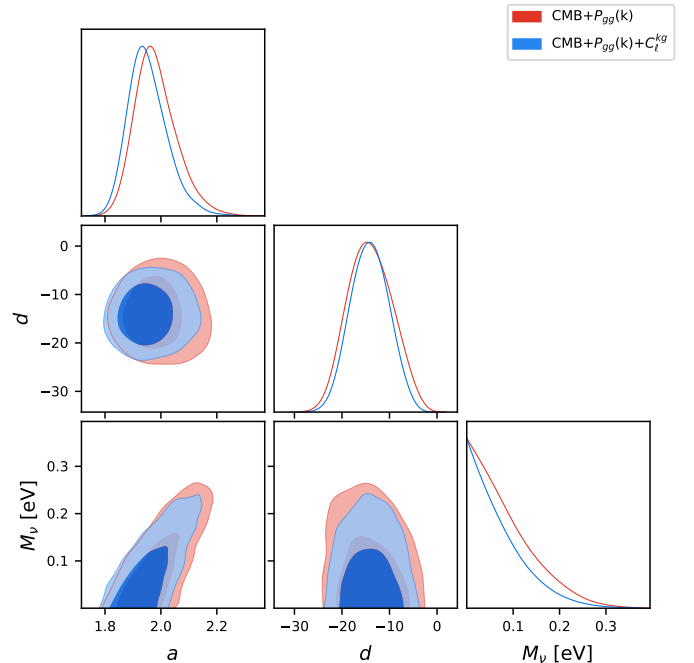 CMB+P_gg(k)
CMB+P_gg(k)+C_ℓ^kg
0
−10
−20
−30
d
0.3
0.2
0.1
M_ν [eV]
1.8 2.0 2.2
−30 −20 −10 0
0.1 0.2 0.3
a
d
M_ν [eV]